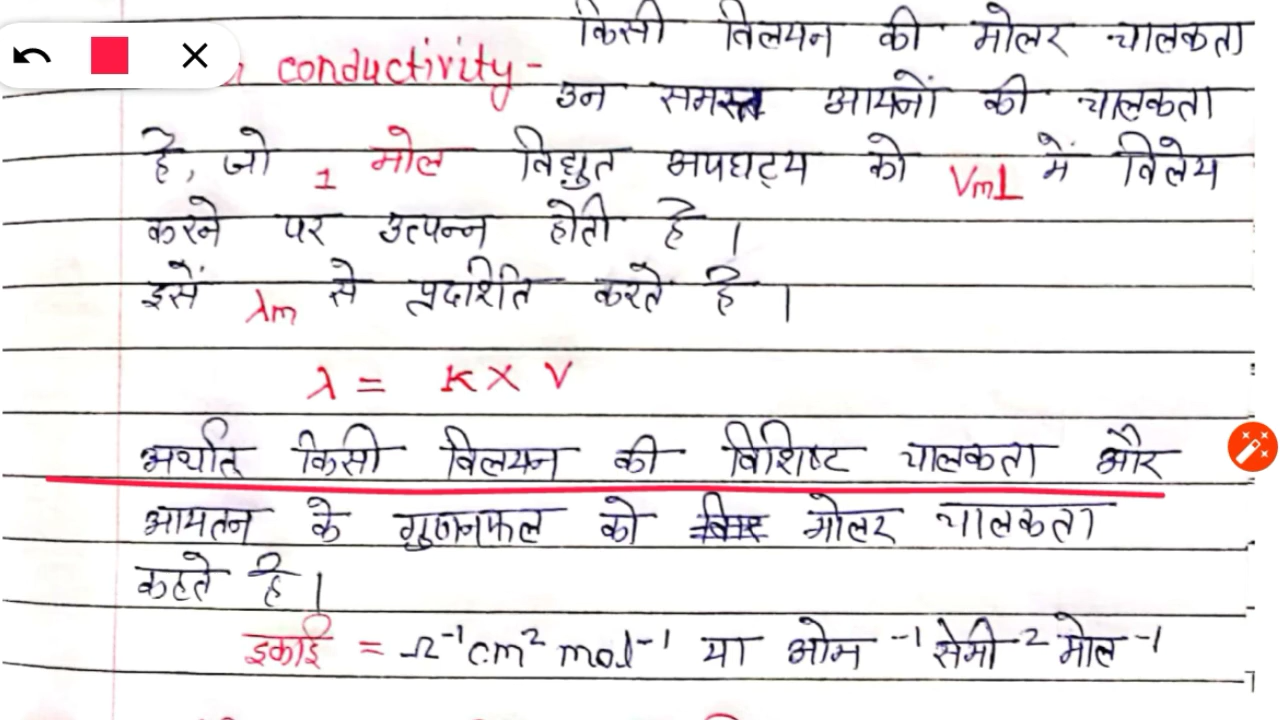 किसी विलयन की मोलर चालकता
conductivity -
उन समस्त आयनों की चालकता
है, जो 1 मोल विद्युत अपघट्य को Vml में विलेय
करने पर उत्पन्न होती है।
इसें λm से प्रदर्शित करते है।
λ = K X V
अर्थात किसी विलयन की विशिष्ट चालकता और
आयतन के गुणनफल को मोलर चालकता
कहते है।
इकाई = Ω⁻¹ cm² mol⁻¹ या ओम ⁻¹ सेमी ² मोल ⁻¹